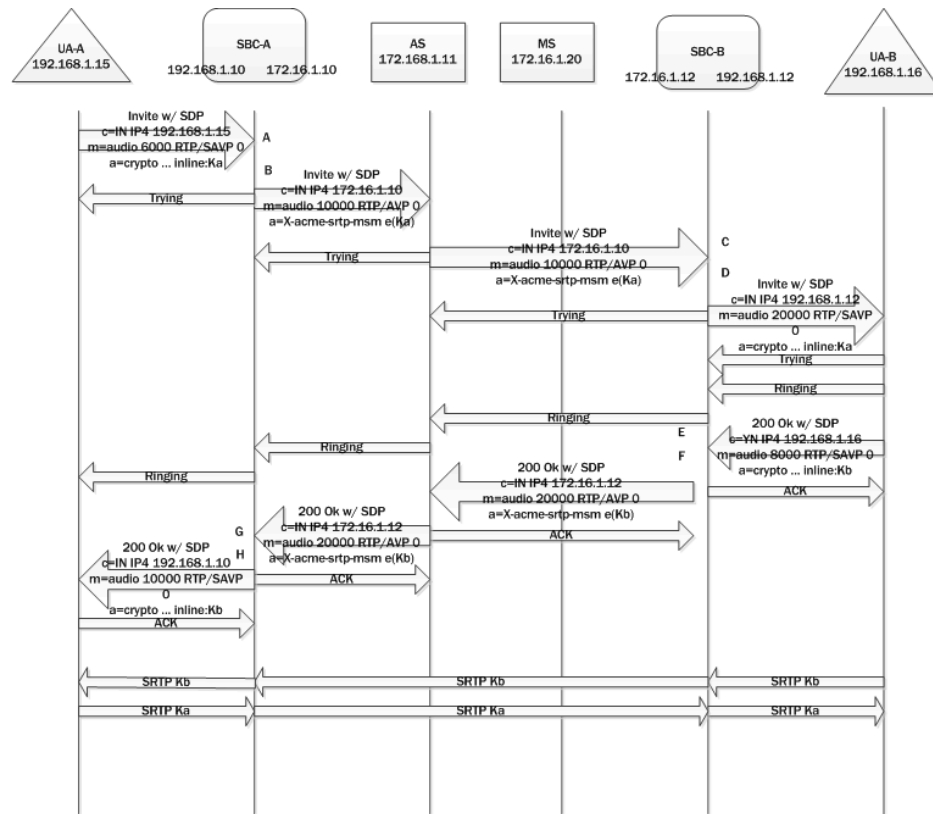 UA-A
192.168.1.15
SBC-A
192.168.1.10 172.16.1.10
AS
172.168.1.11
MS
172.16.1.20
SBC-B
172.16.1.12 192.168.1.12
UA-B
192.168.1.16
Invite w/ SDP
c=IN IP4 192.168.1.15
m=audio 6000 RTP/SAVP 0
a=crypto ... inline:Ka
A
B
Invite w/ SDP
c=IN IP4 172.16.1.10
m=audio 10000 RTP/AVP 0
a=X-acme-srtp-msm e(Ka)
Trying
Invite w/ SDP
c=IN IP4 172.16.1.10
m=audio 10000 RTP/AVP 0
a=X-acme-srtp-msm e(Ka)
Trying
C
D
Invite w/ SDP
c=IN IP4 192.168.1.12
m=audio 20000 RTP/SAVP
0
a=crypto ... inline:Ka
Trying
Trying
Ringing
Ringing
Ringing
Ringing
E
F
200 Ok w/ SDP
c=YN IP4 192.168.1.16
m=audio 8000 RTP/SAVP 0
a=crypto ... inline:Kb
ACK
200 Ok w/ SDP
c=IN IP4 172.16.1.12
m=audio 20000 RTP/AVP 0
a=X-acme-srtp-msm e(Kb)
ACK
G
H
200 Ok w/ SDP
c=IN IP4 172.16.1.12
m=audio 20000 RTP/AVP 0
a=X-acme-srtp-msm e(Kb)
ACK
200 Ok w/ SDP
c=IN IP4 192.168.1.10
m=audio 10000 RTP/SAVP
0
a=crypto ... inline:Kb
ACK
SRTP Kb
SRTP Kb
SRTP Kb
SRTP Ka
SRTP Ka
SRTP Ka